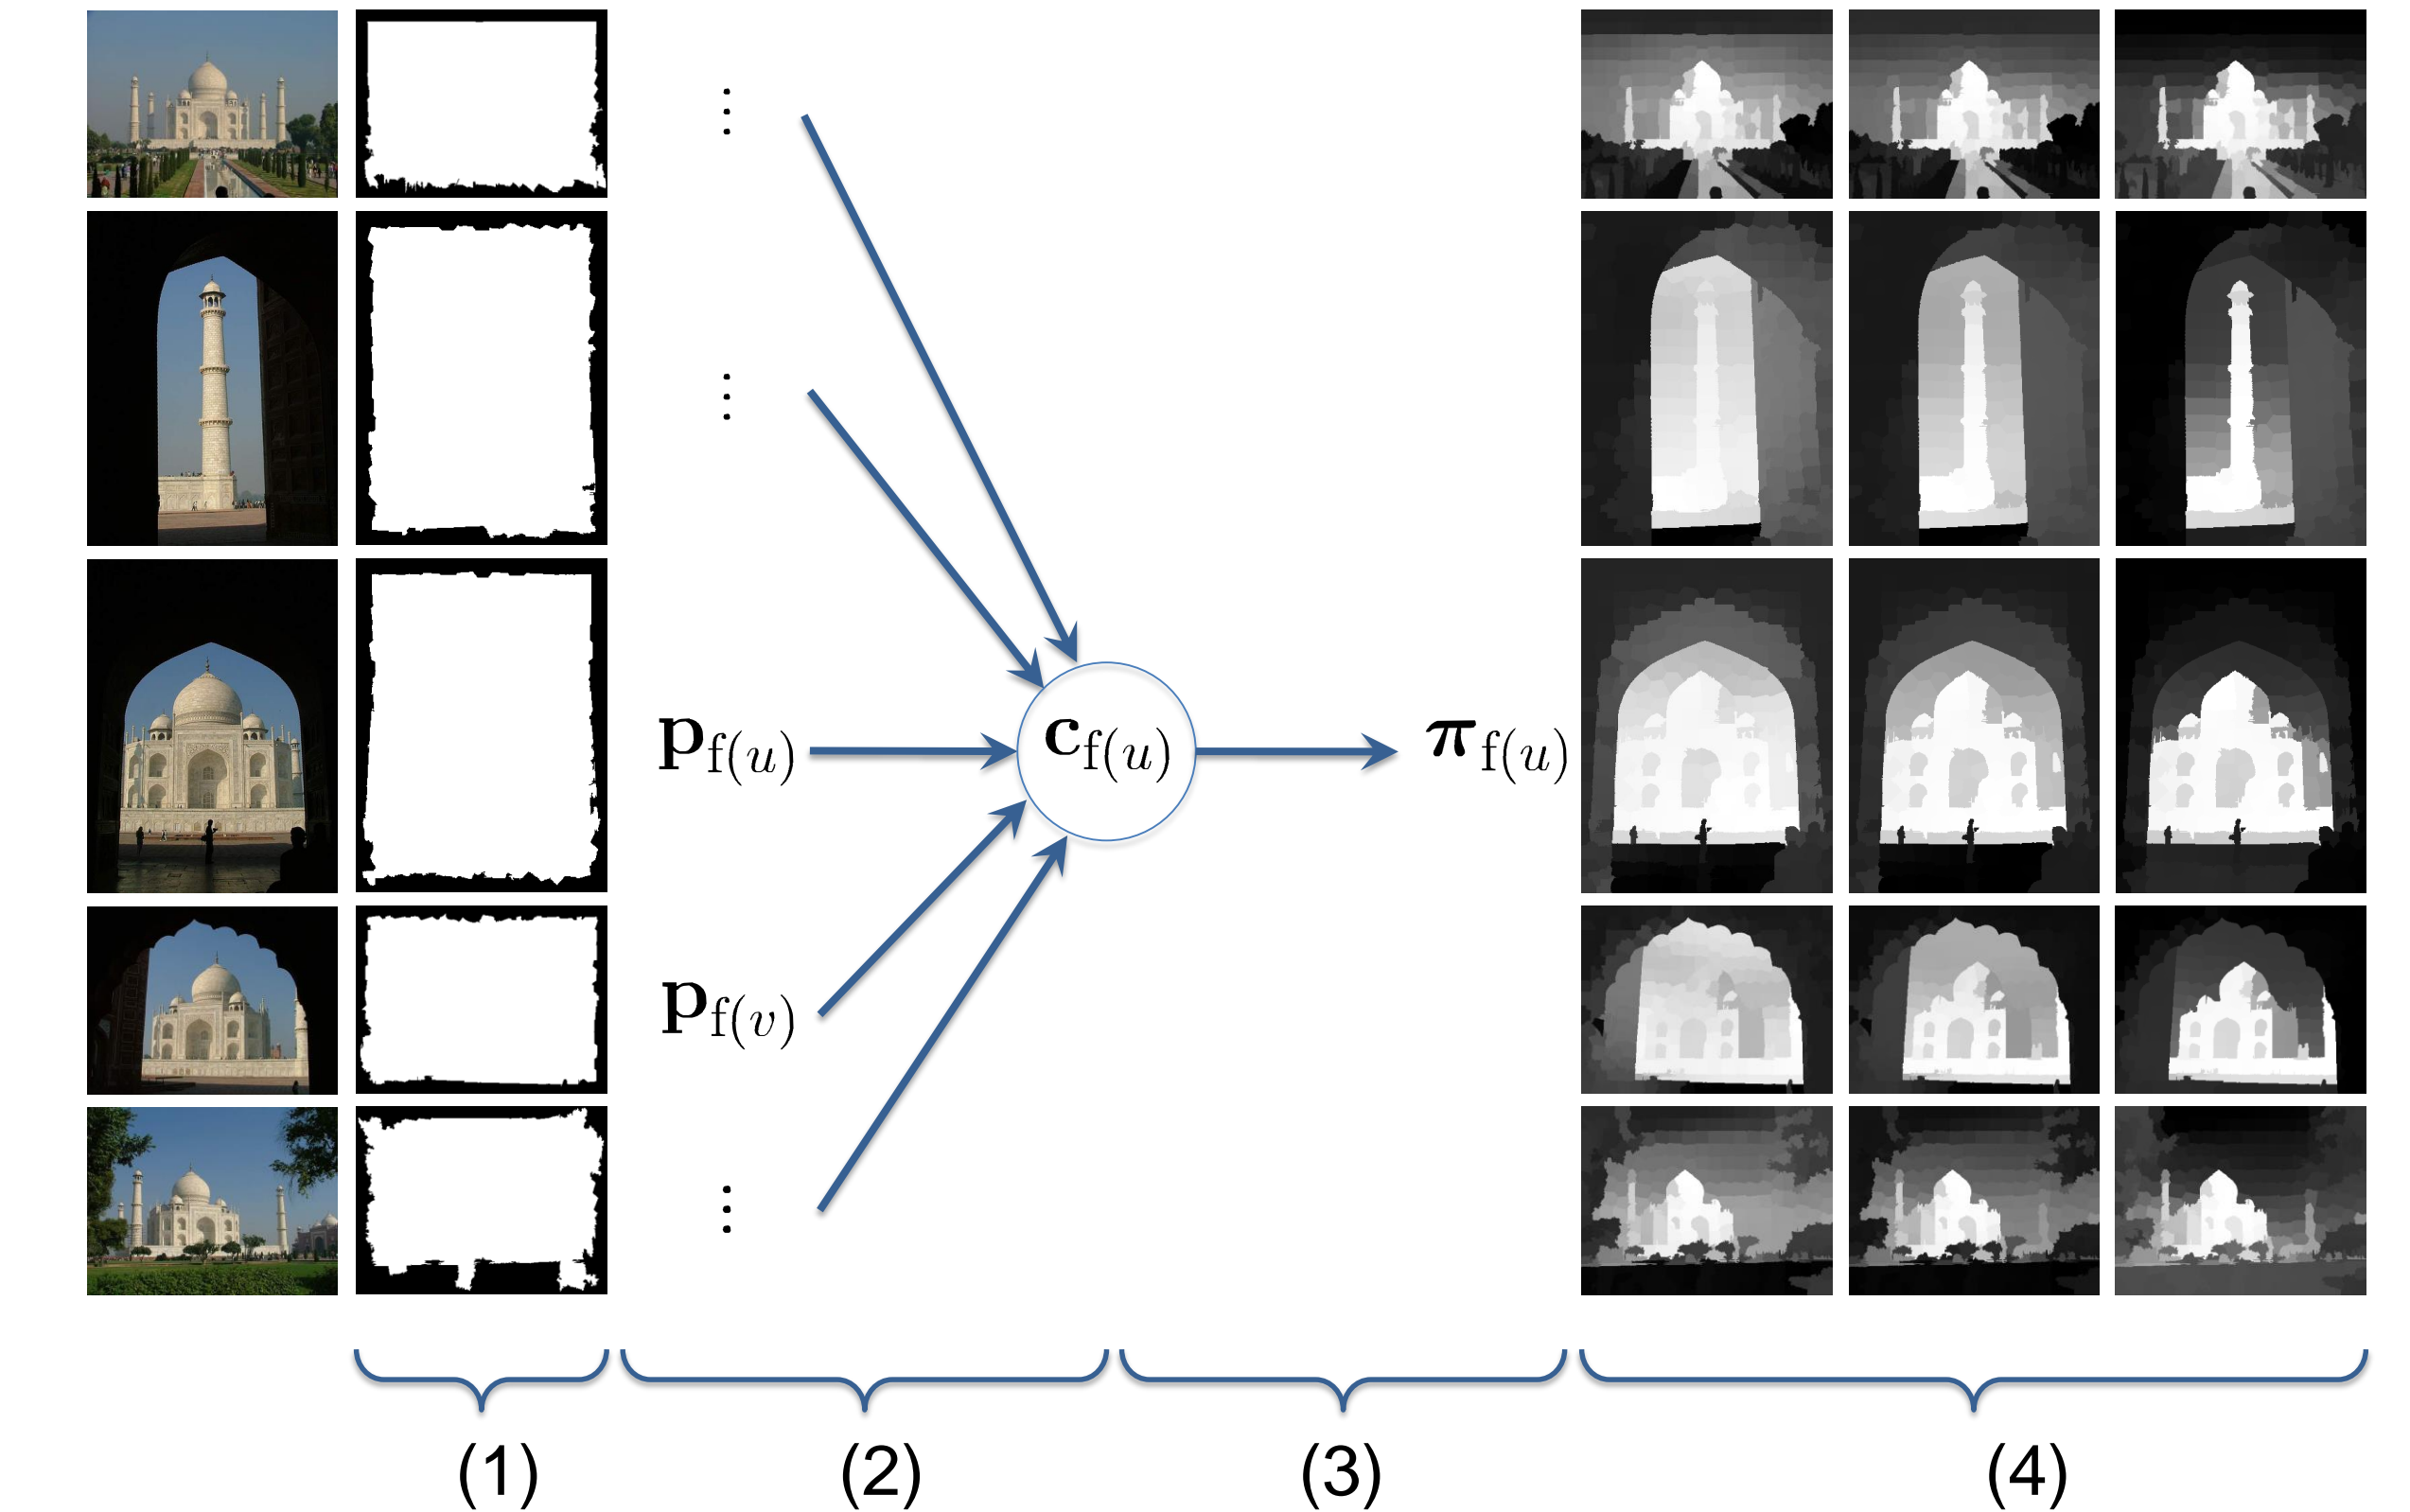 ⋮
⋮
p_f(u) c_f(u) π_f(u)
p_f(v)
⋮
(1) (2) (3) (4)